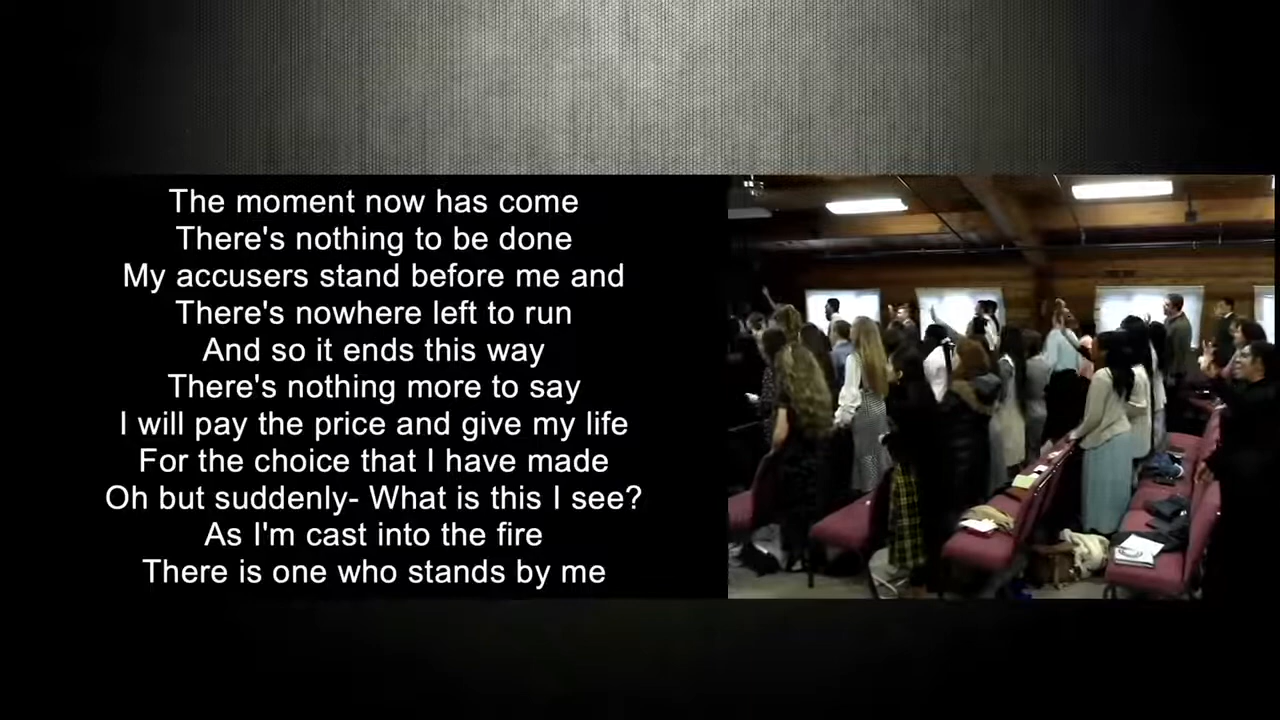 The moment now has come
There's nothing to be done
My accusers stand before me and
There's nowhere left to run
And so it ends this way
There's nothing more to say
I will pay the price and give my life
For the choice that I have made
Oh but suddenly- What is this I see?
As I'm cast into the fire
There is one who stands by me